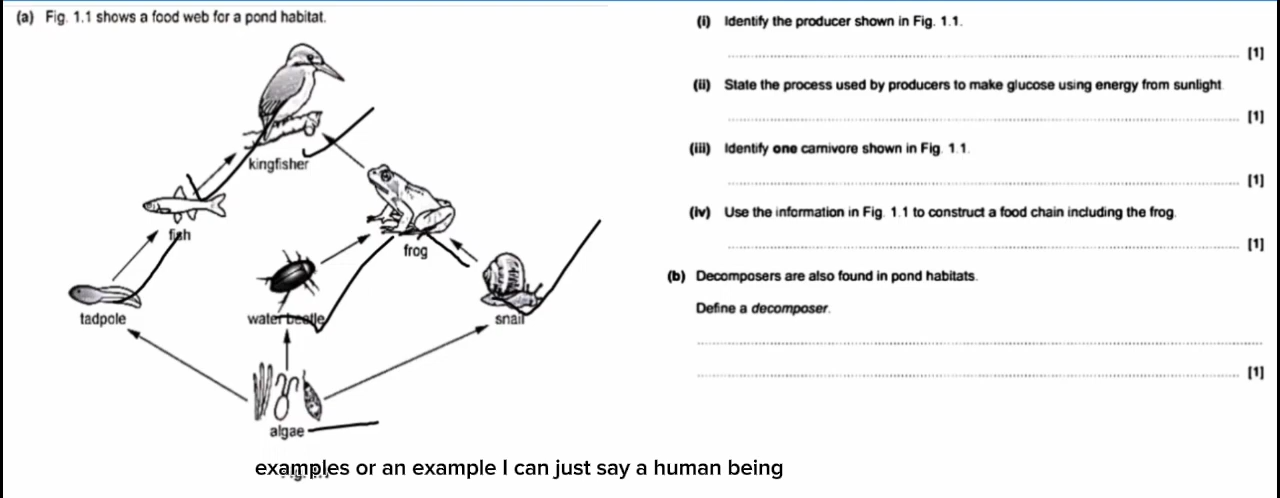 (a) Fig. 1.1 shows a food web for a pond habitat.
kingfisher
fish
frog
tadpole
water beetle
snail
algae
(i) Identify the producer shown in Fig. 1.1.
[1]
(ii) State the process used by producers to make glucose using energy from sunlight
[1]
(iii) Identify one carnivore shown in Fig. 1.1.
[1]
(iv) Use the information in Fig. 1.1 to construct a food chain including the frog.
[1]
(b) Decomposers are also found in pond habitats.
Define a decomposer.
[1]
examples or an example I can just say a human being